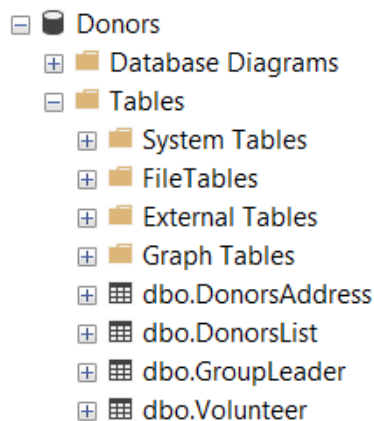 Donors
Database Diagrams
Tables
System Tables
FileTables
External Tables
Graph Tables
dbo.DonorsAddress
dbo.DonorsList
dbo.GroupLeader
dbo.Volunteer